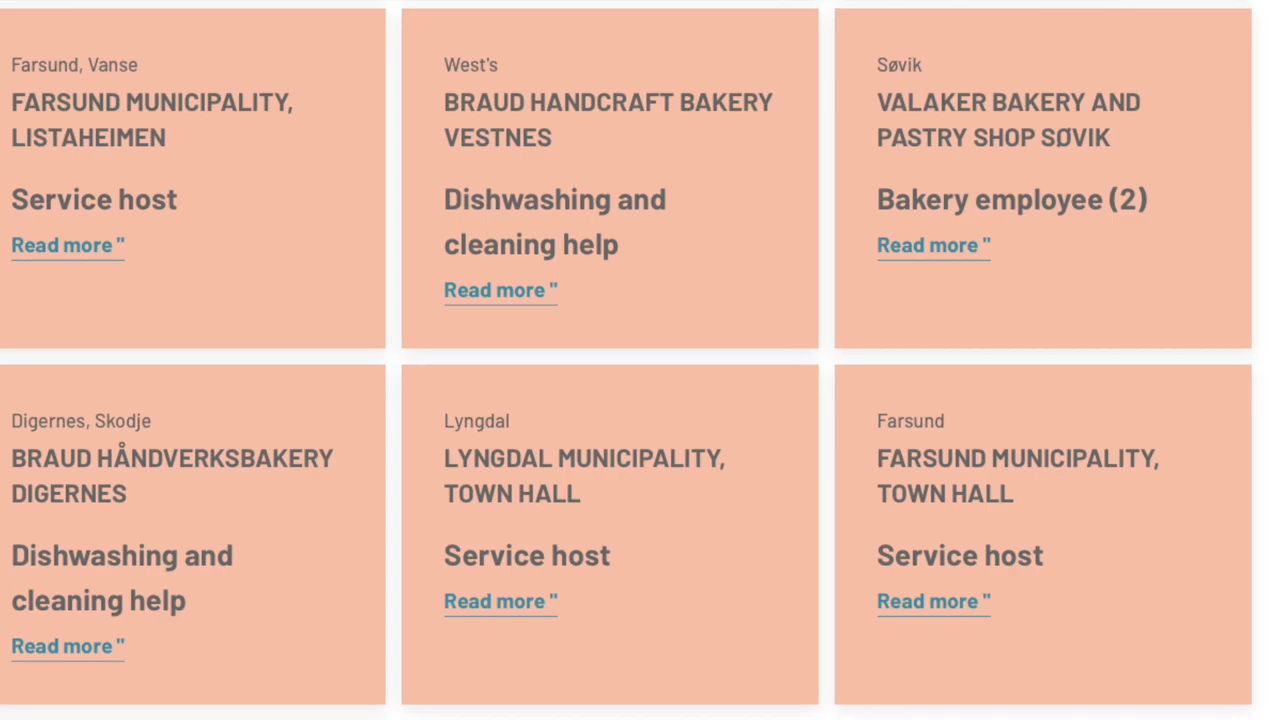 Farsund, Vanse
FARSUND MUNICIPALITY,
LISTAHEIMEN
Service host
Read more "
West's
BRAUD HANDCRAFT BAKERY
VESTNES
Dishwashing and
cleaning help
Read more "
Søvik
VALAKER BAKERY AND
PASTRY SHOP SØVIK
Bakery employee (2)
Read more "
Digernes, Skodje
BRAUD HÅNDVERKSBAKERY
DIGERNES
Dishwashing and
cleaning help
Read more "
Lyngdal
LYNGDAL MUNICIPALITY,
TOWN HALL
Service host
Read more "
Farsund
FARSUND MUNICIPALITY,
TOWN HALL
Service host
Read more "